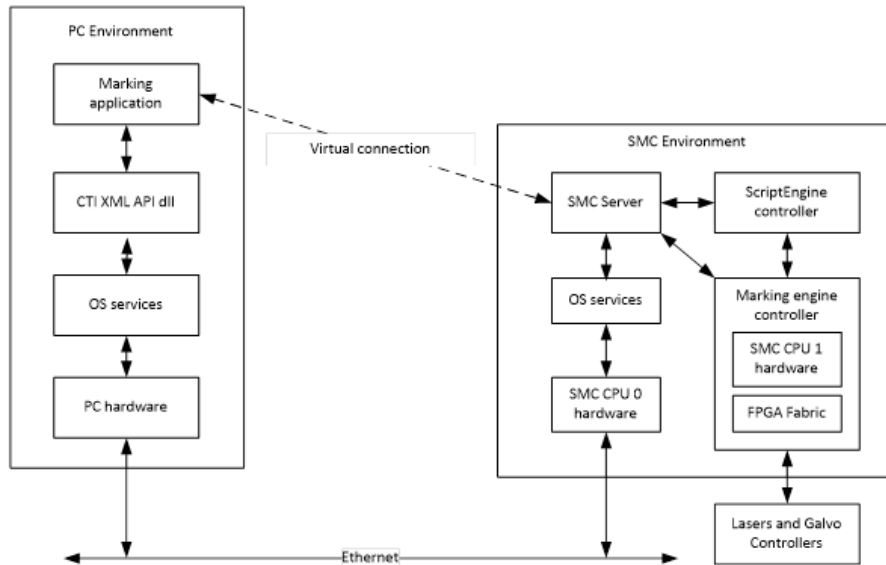 PC Environment
Marking
application
CTI XML API dll
OS services
PC hardware
Virtual connection
SMC Environment
SMC Server
ScriptEngine
controller
OS services
Marking engine
controller
SMC CPU 1
hardware
FPGA Fabric
SMC CPU 0
hardware
Lasers and Galvo
Controllers
Ethernet